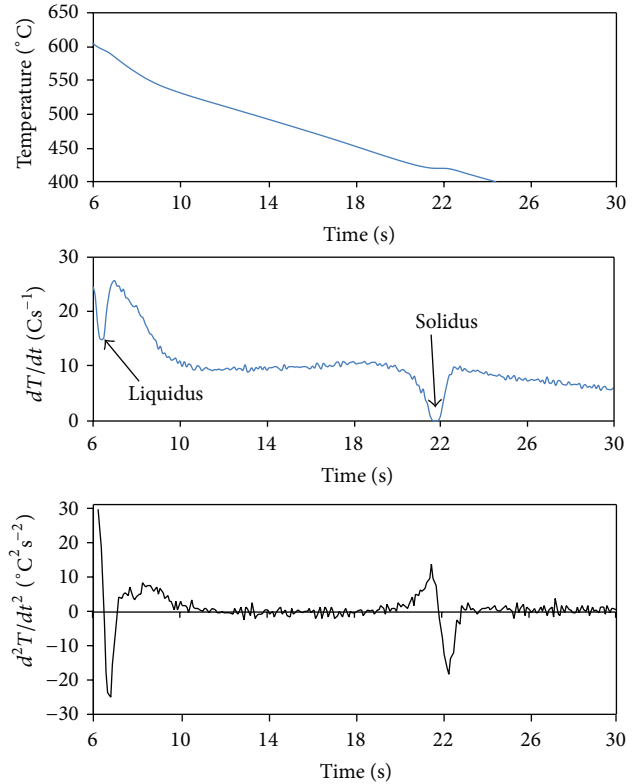 Temperature (°C)
650
600
550
500
450
400
6 10 14 18 22 26 30
Time (s)
dT/dt (Cs⁻¹)
30
20
10
0
Solidus
Liquidus
6 10 14 18 22 26 30
Time (s)
d²T/dt² (°C²s⁻²)
30
20
10
0
−10
−20
−30
6 10 14 18 22 26 30
Time (s)